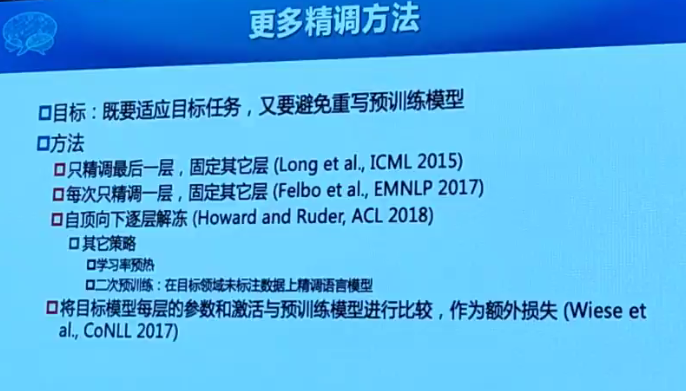 更多精调方法
目标：既要适应目标任务，又要避免重写预训练模型
方法
只精调最后一层，固定其它层 (Long et al., ICML 2015)
每次只精调一层，固定其它层 (Felbo et al., EMNLP 2017)
自顶向下逐层解冻 (Howard and Ruder, ACL 2018)
其它策略
学习率预热
二次预训练：在目标领域未标注数据上精调语言模型
将目标模型每层的参数和激活与预训练模型进行比较，作为额外损失 (Wiese et
al., CoNLL 2017)